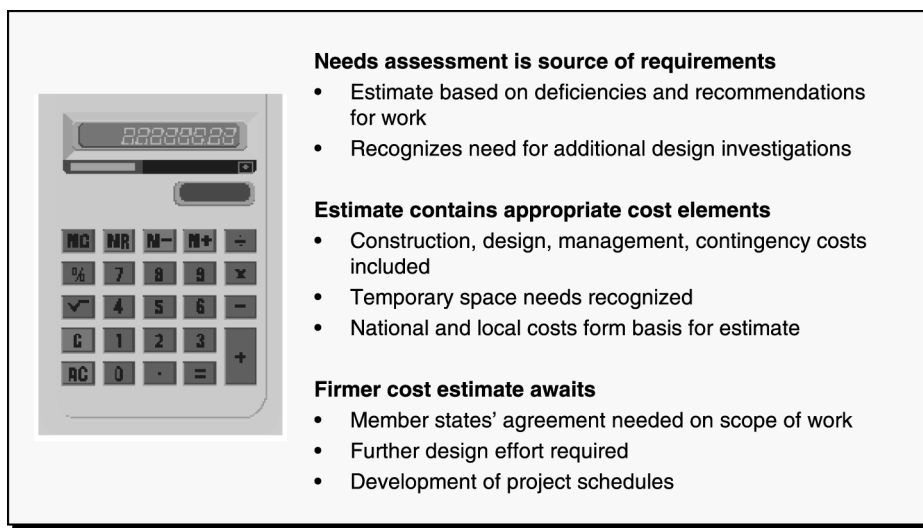 Needs assessment is source of requirements
• Estimate based on deficiencies and recommendations
for work
• Recognizes need for additional design investigations
Estimate contains appropriate cost elements
• Construction, design, management, contingency costs
included
• Temporary space needs recognized
• National and local costs form basis for estimate
Firmer cost estimate awaits
• Member states’ agreement needed on scope of work
• Further design effort required
• Development of project schedules
% 7 8 9 x
√ 4 5 6 −
C 1 2 3
+
AC 0 · =